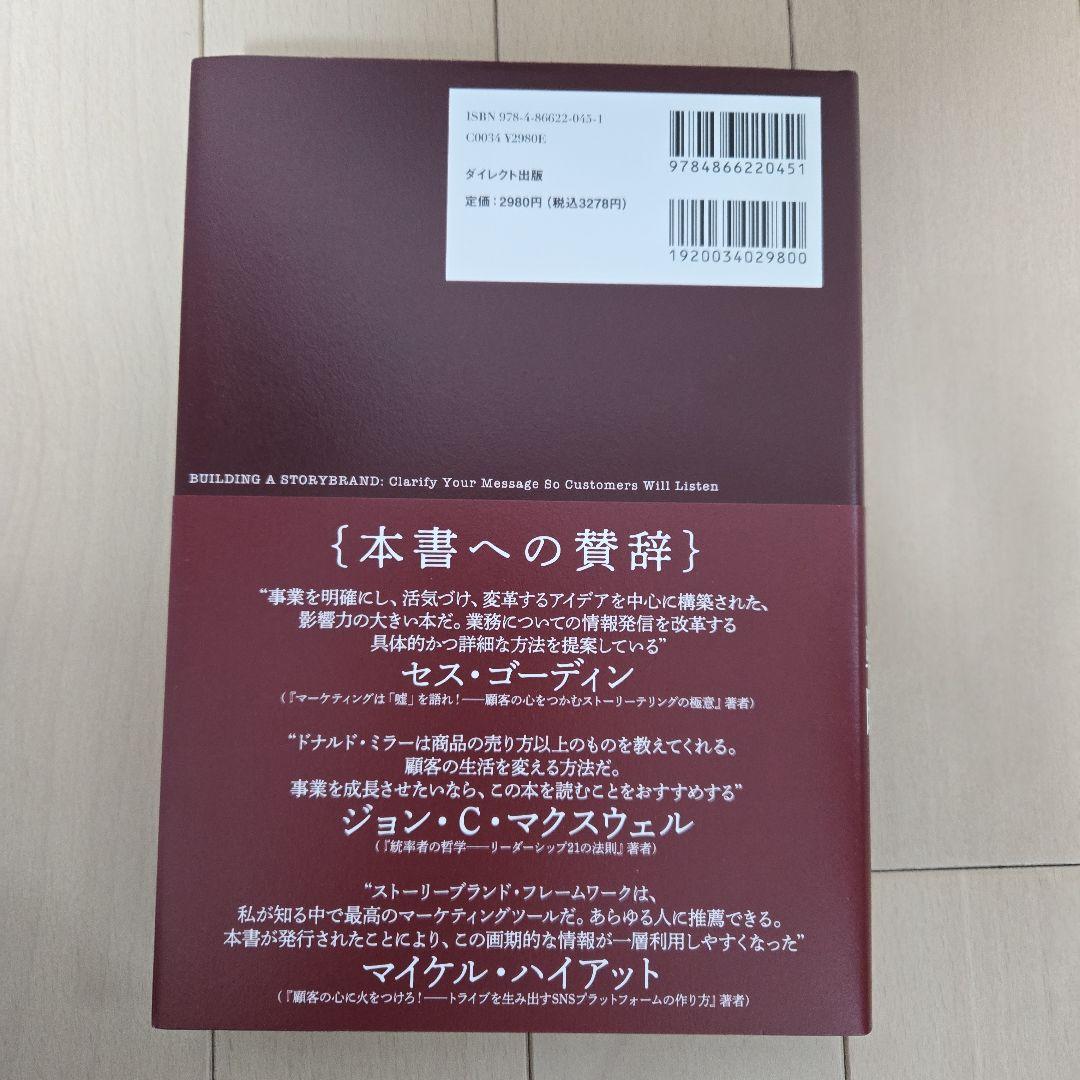 ISBN 978-4-86622-045-1
C0034 Y2980E
ダイレクト出版
定価：2980円（税込3278円）
9784866220451
1920034029800
BUILDING A STORYBRAND: Clarify Your Message So Customers Will Listen
{本書への賛辞}
“事業を明確にし、活気づけ、変革するアイデアを中心に構築された、
影響力の大きい本だ。業務についての情報発信を改革する
具体的かつ詳細な方法を提案している”
セス・ゴーディン
（『マーケティングは「嘘」を語れ！――顧客の心をつかむストーリーテリングの極意』著者）
“ドナルド・ミラーは商品の売り方以上のものを教えてくれる。
顧客の生活を変える方法だ。
事業を成長させたいなら、この本を読むことをおすすめする”
ジョン・C・マクスウェル
（『統率者の哲学――リーダーシップ21の法則』著者）
“ストーリーブランド・フレームワークは、
私が知る中で最高のマーケティングツールだ。あらゆる人に推薦できる。
本書が発行されたことにより、この画期的な情報が一層利用しやすくなった”
マイケル・ハイアット
（『顧客の心に火をつけろ！――トライブを生み出すSNSプラットフォームの作り方』著者）